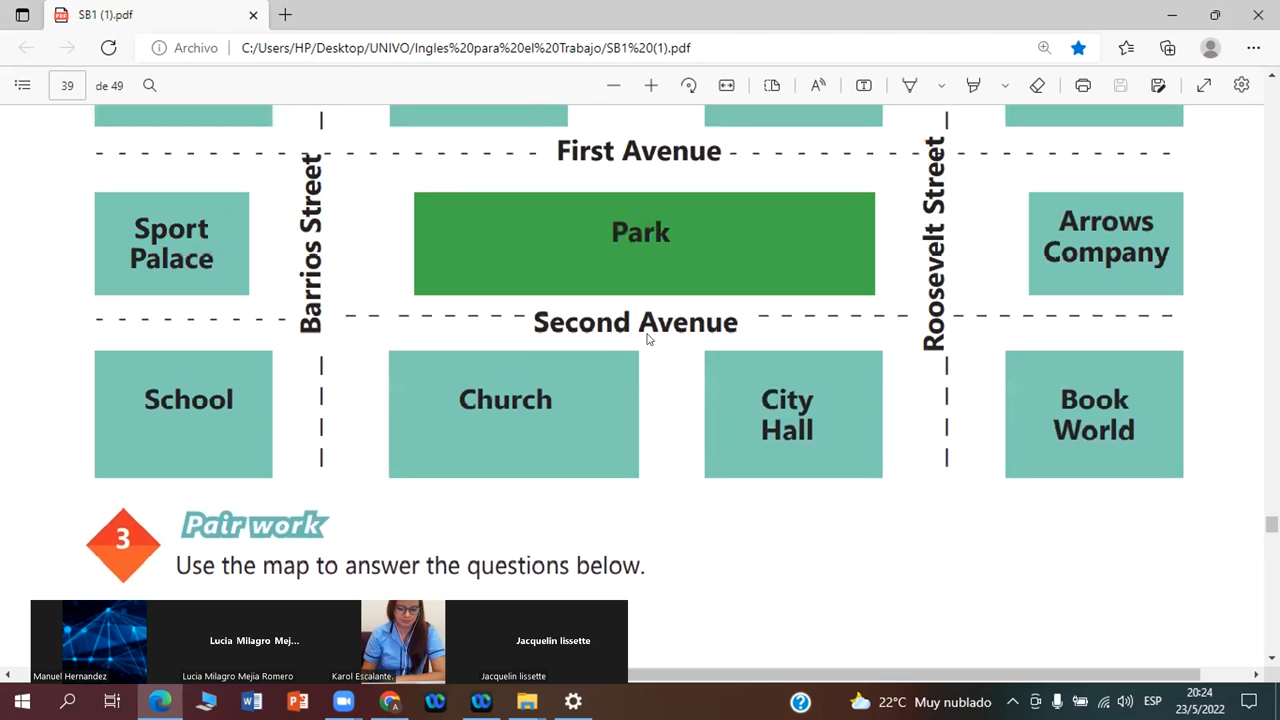 SB1 (1).pdf
Archivo
C:/Users/HP/Desktop/UNIVO/Ingles%20para%20el%20Trabajo/SB1%20(1).pdf
39
de 49
First Avenue
Barrios Street
Roosevelt Street
Sport
Palace
Park
Arrows
Company
Second Avenue
School
Church
City
Hall
Book
World
3
Pair work
Use the map to answer the questions below.
Lucia Milagro Mej...
Jacquelin lissette
Manuel Hernandez
Lucia Milagro Mejia Romero
Karol Escalante.
Jacquelin lissette
22°C
Muy nublado
ESP
20:24
23/5/2022